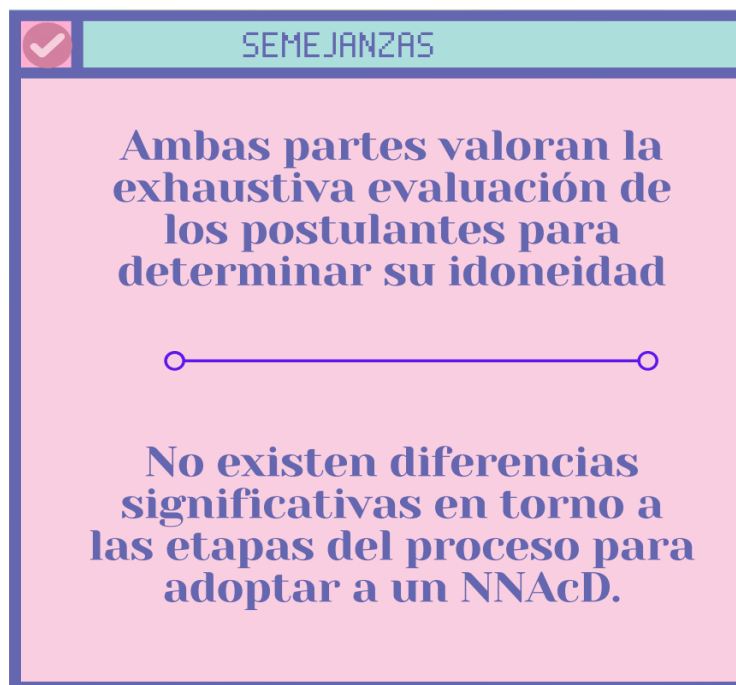 SEMEJANZAS
Ambas partes valoran la
exhaustiva evaluación de
los postulantes para
determinar su idoneidad
No existen diferencias
significativas en torno a
las etapas del proceso para
adoptar a un NNAcD.